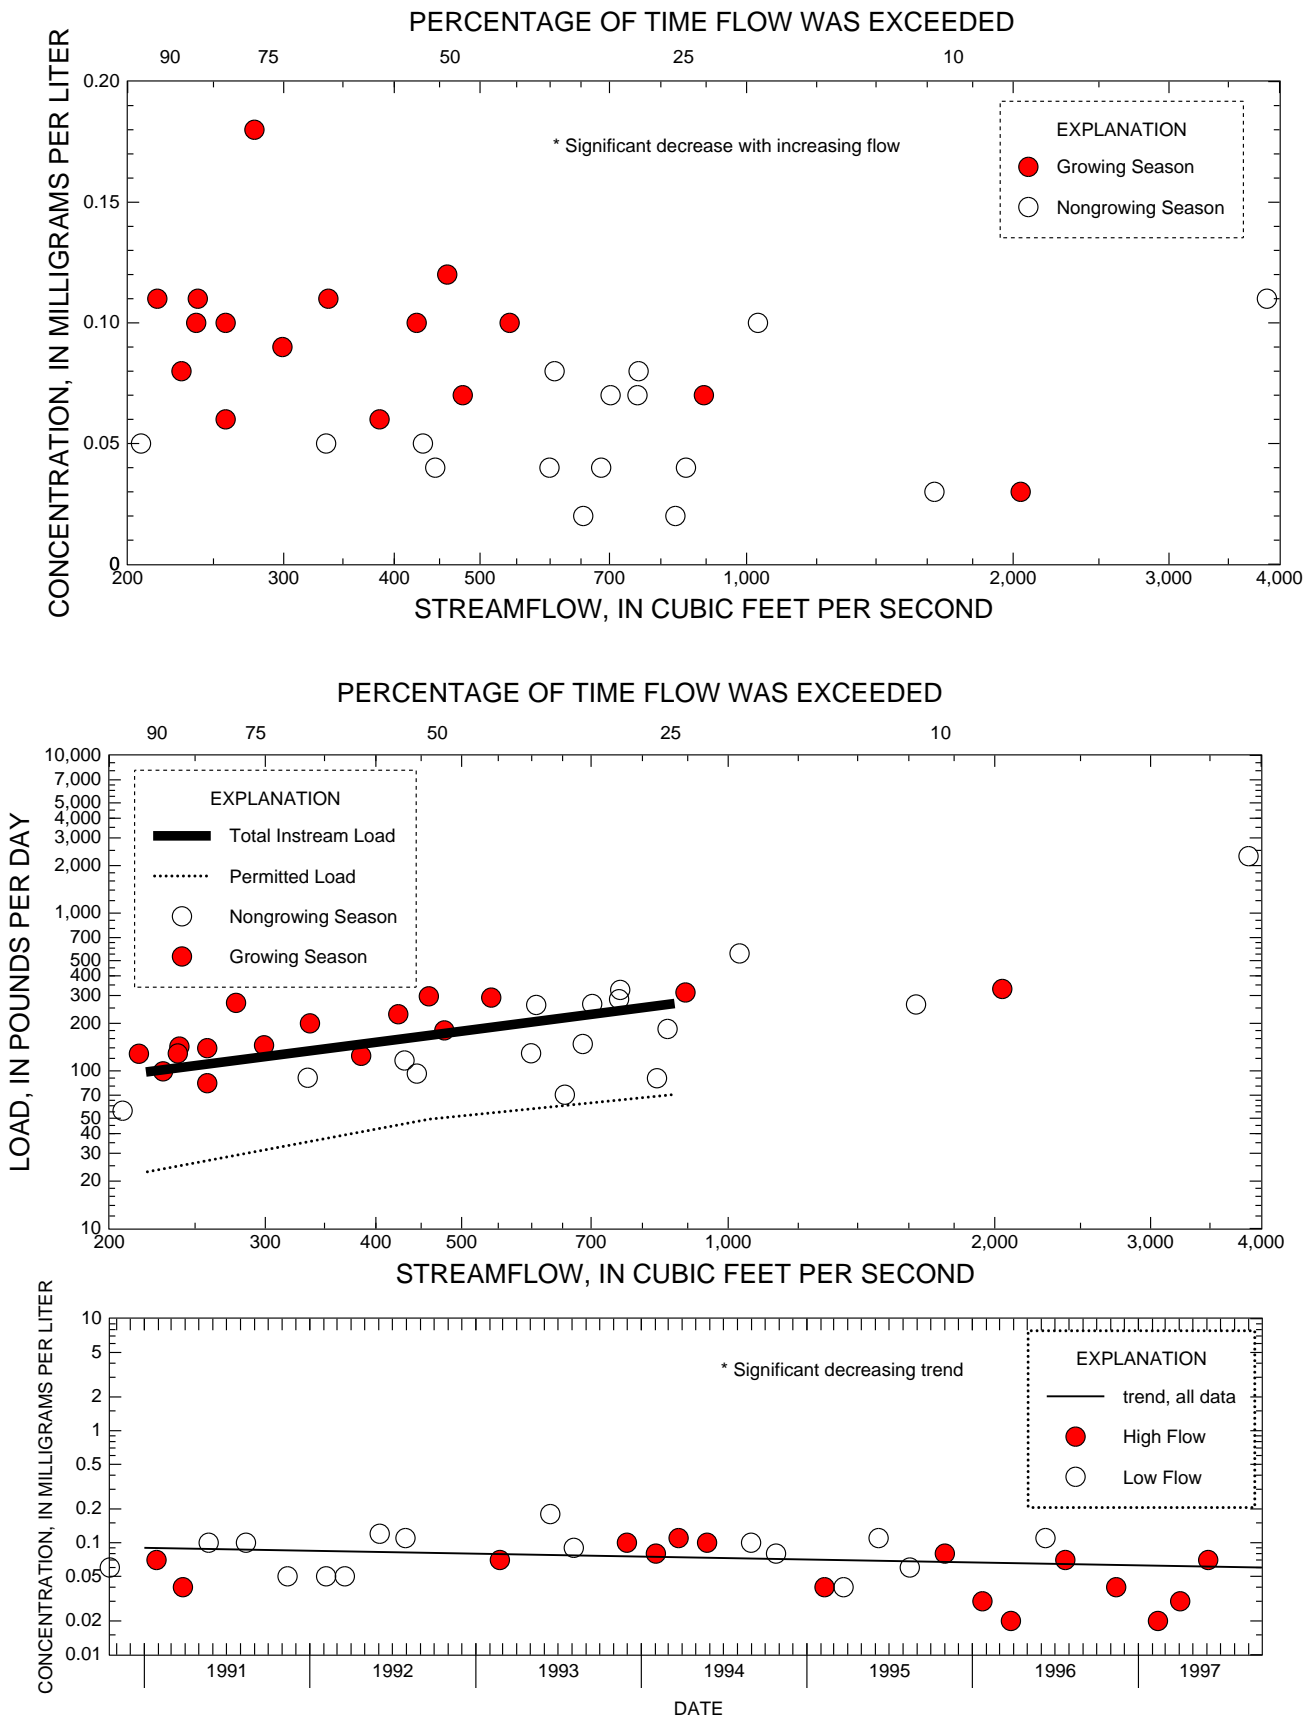 PERCENTAGE OF TIME FLOW WAS EXCEEDED
90 75 50 25 10
CONCENTRATION, IN MILLIGRAMS PER LITER
0.20
0.15
0.10
0.05
0
* Significant decrease with increasing flow
EXPLANATION
Growing Season
Nongrowing Season
200 300 400 500 700 1,000 2,000 3,000 4,000
STREAMFLOW, IN CUBIC FEET PER SECOND
PERCENTAGE OF TIME FLOW WAS EXCEEDED
90 75 50 25 10
LOAD, IN POUNDS PER DAY
10,000
7,000
5,000
4,000
3,000
2,000
1,000
700
500
400
300
200
100
70
50
40
30
20
10
EXPLANATION
Total Instream Load
Permitted Load
Nongrowing Season
Growing Season
200 300 400 500 700 1,000 2,000 3,000 4,000
STREAMFLOW, IN CUBIC FEET PER SECOND
CONCENTRATION, IN MILLIGRAMS PER LITER
10
5
2
1
0.5
0.2
0.1
0.05
0.02
0.01
* Significant decreasing trend
EXPLANATION
trend, all data
High Flow
Low Flow
1991 1992 1993 1994 1995 1996 1997
DATE